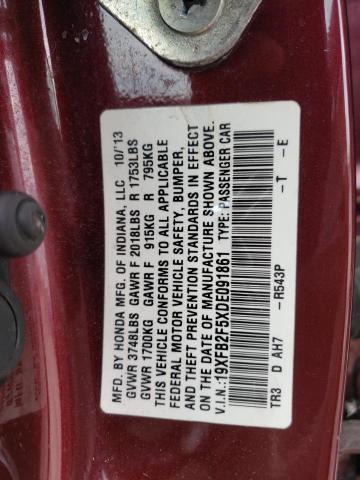 MFD. BY HONDA MFG. OF INDIANA, LLC 10/'13
GVWR 3748LBS GAWR F 2018LBS R 1753LBS
GVWR 1700KG GAWR F 915KG R 795KG
THIS VEHICLE CONFORMS TO ALL APPLICABLE
FEDERAL MOTOR VEHICLE SAFETY, BUMPER,
AND THEFT PREVENTION STANDARDS IN EFFECT
ON THE DATE OF MANUFACTURE SHOWN ABOVE.
V.I.N.:19XFB2F5XDE091861 TYPE: PASSENGER CAR
TR3 D AH7 -R543P -T -E